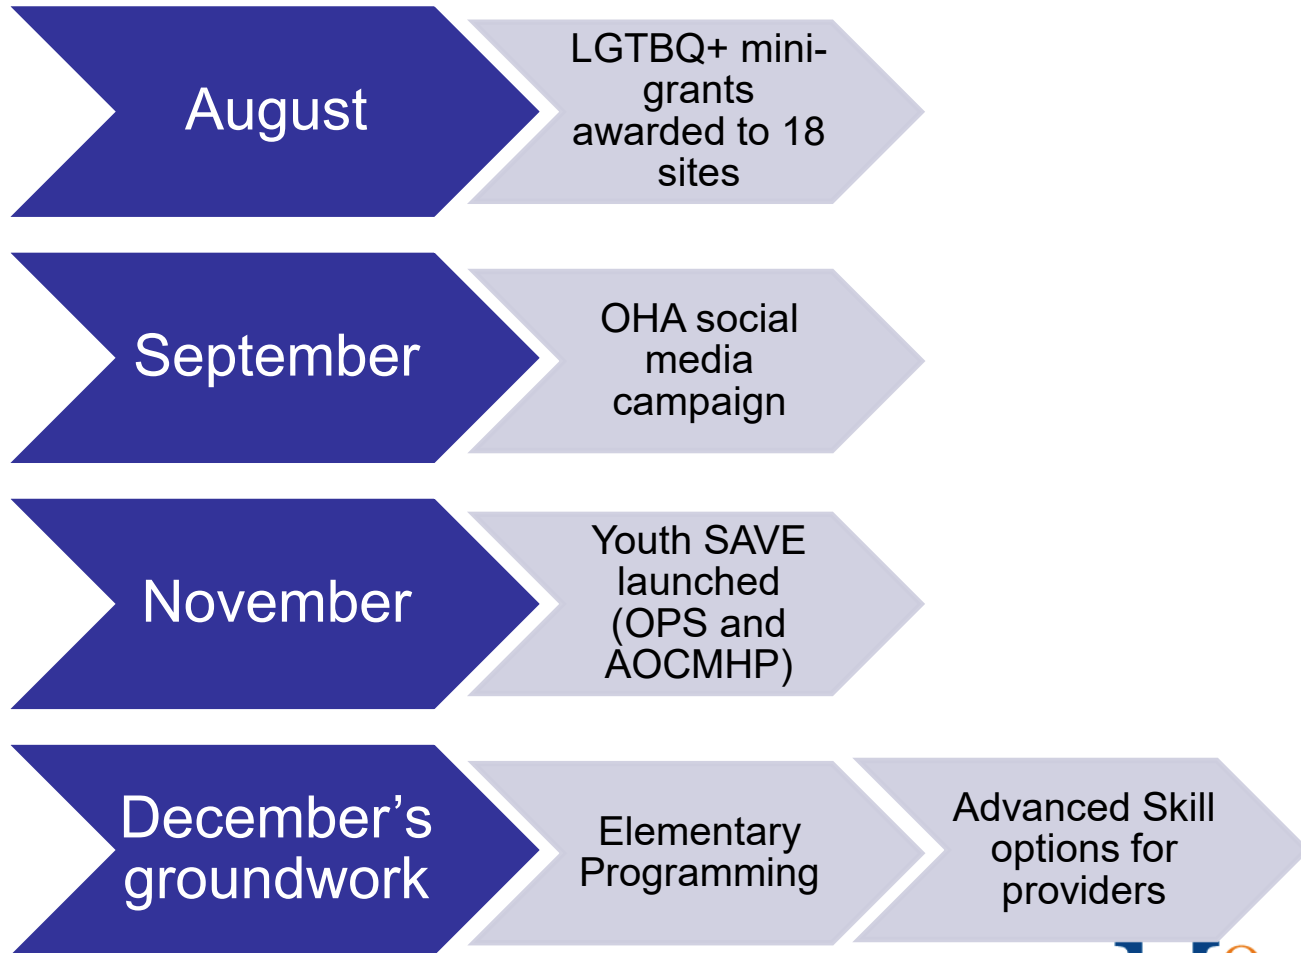 August
LGTBQ+ mini-
grants
awarded to 18
sites
September
OHA social
media
campaign
November
Youth SAVE
launched
(OPS and
AOCMHP)
December’s
groundwork
Elementary
Programming
Advanced Skill
options for
providers